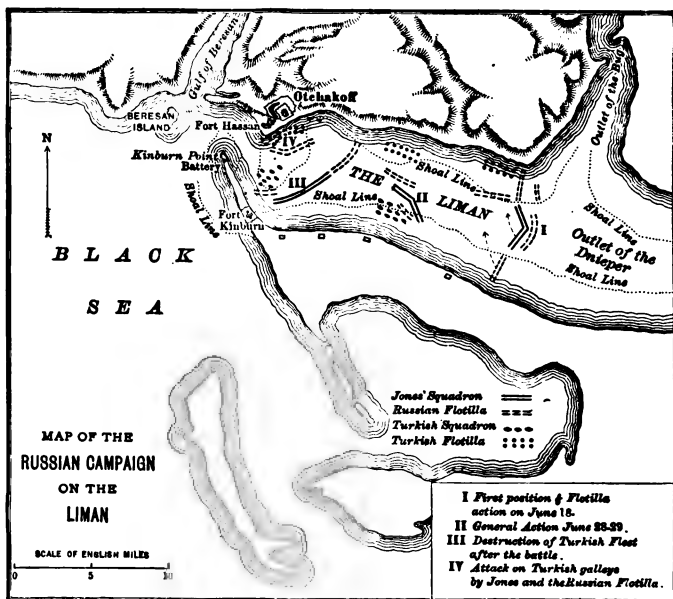 Gulf of Beresan
Otchakoff
BERESAN
ISLAND
Fort Hassan
Outlet of the Bug
N
Kinburn Point
Battery
IV
III
Shoal Line
THE
LIMAN
II
I
Shoal Line
Shoal Line
Fort
Kinburn
Shoal Line
Outlet of the
Dnieper
Shoal Line
BLACK
SEA
Jones' Squadron
Russian Flotilla
Turkish Squadron
Turkish Flotilla
MAP OF THE
RUSSIAN CAMPAIGN
ON THE
LIMAN
SCALE OF ENGLISH MILES
0 5 10
I First position & Flotilla
action on June 18.
II General Action June 28-29.
III Destruction of Turkish Fleet
after the battle.
IV Attack on Turkish galleys
by Jones and the Russian Flotilla.